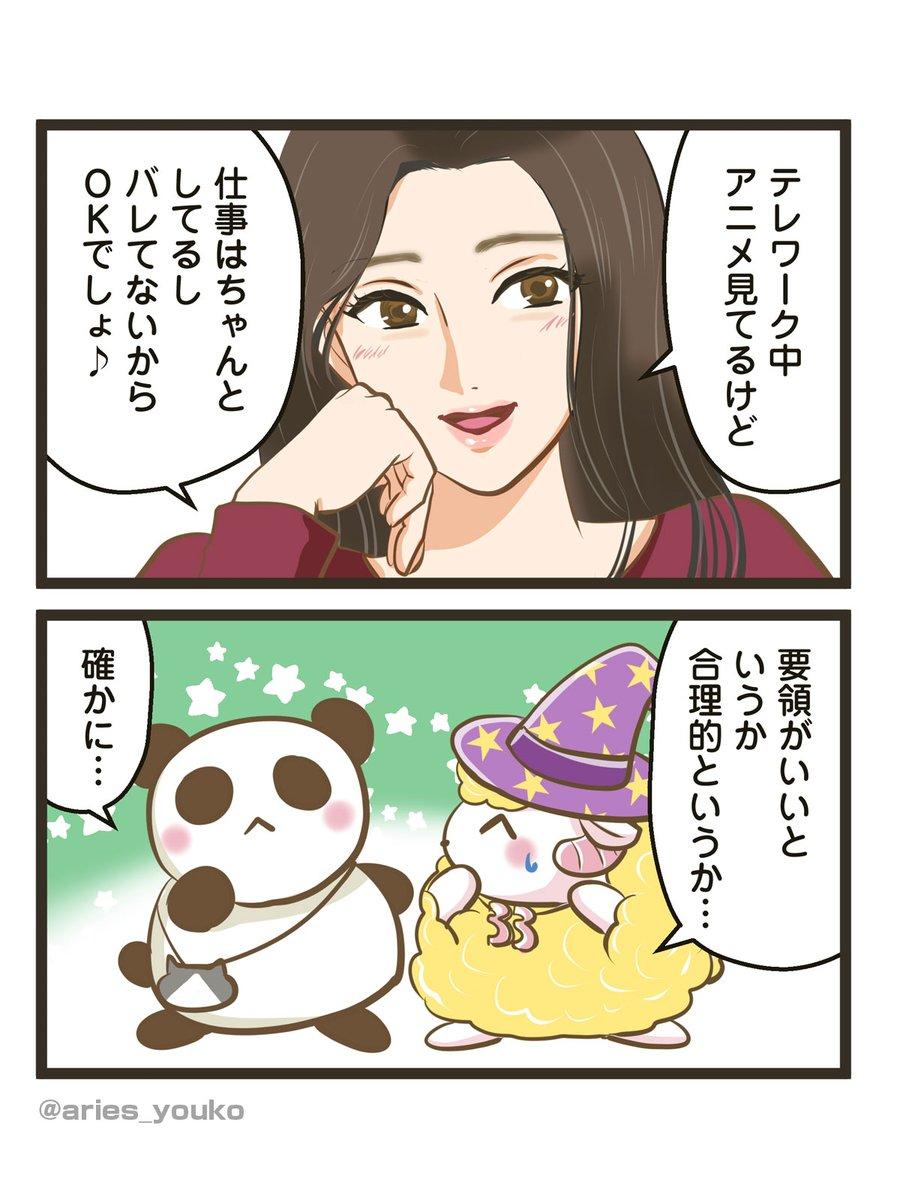 テレワーク中
アニメ見てるけど
仕事はちゃんと
してるし
バレてないから
OKでしょ♪
要領がいいと
いうか
合理的というか…
確かに…
@aries_youko